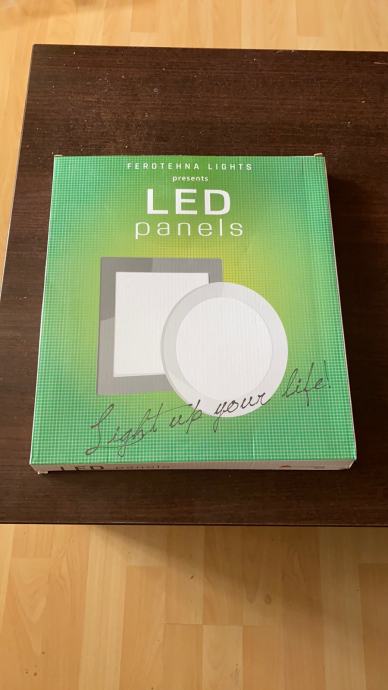 FEROTEHNA LIGHTS
presents
LED
panels
Light up your life!
LED panels